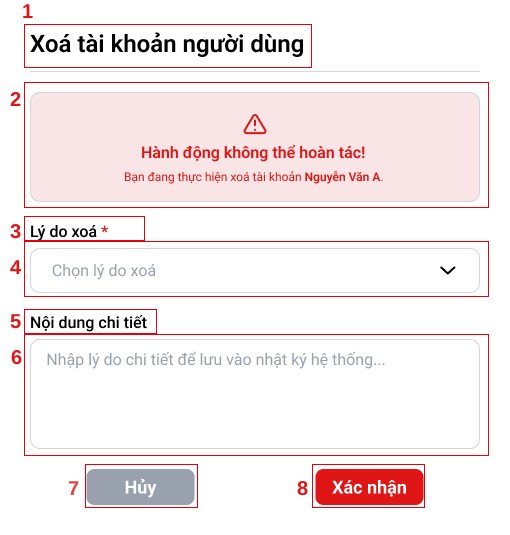 1
Xoá tài khoản người dùng
2
Hành động không thể hoàn tác!
Bạn đang thực hiện xoá tài khoản Nguyễn Văn A.
3 Lý do xoá *
4 Chọn lý do xoá
5 Nội dung chi tiết
6 Nhập lý do chi tiết để lưu vào nhật ký hệ thống...
7 Hủy 8 Xác nhận